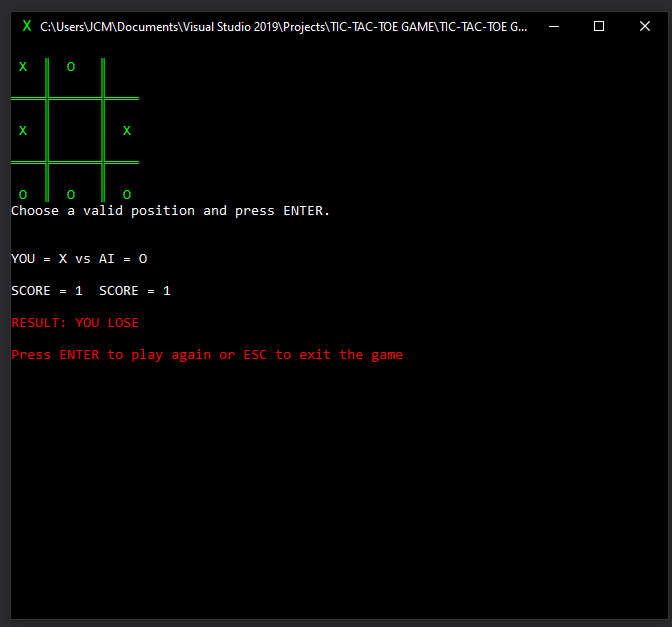 X C:\Users\JCM\Documents\Visual Studio 2019\Projects\TIC-TAC-TOE GAME\TIC-TAC-TOE G...
X O
X X
O O O
Choose a valid position and press ENTER.
YOU = X vs AI = O
SCORE = 1 SCORE = 1
RESULT: YOU LOSE
Press ENTER to play again or ESC to exit the game